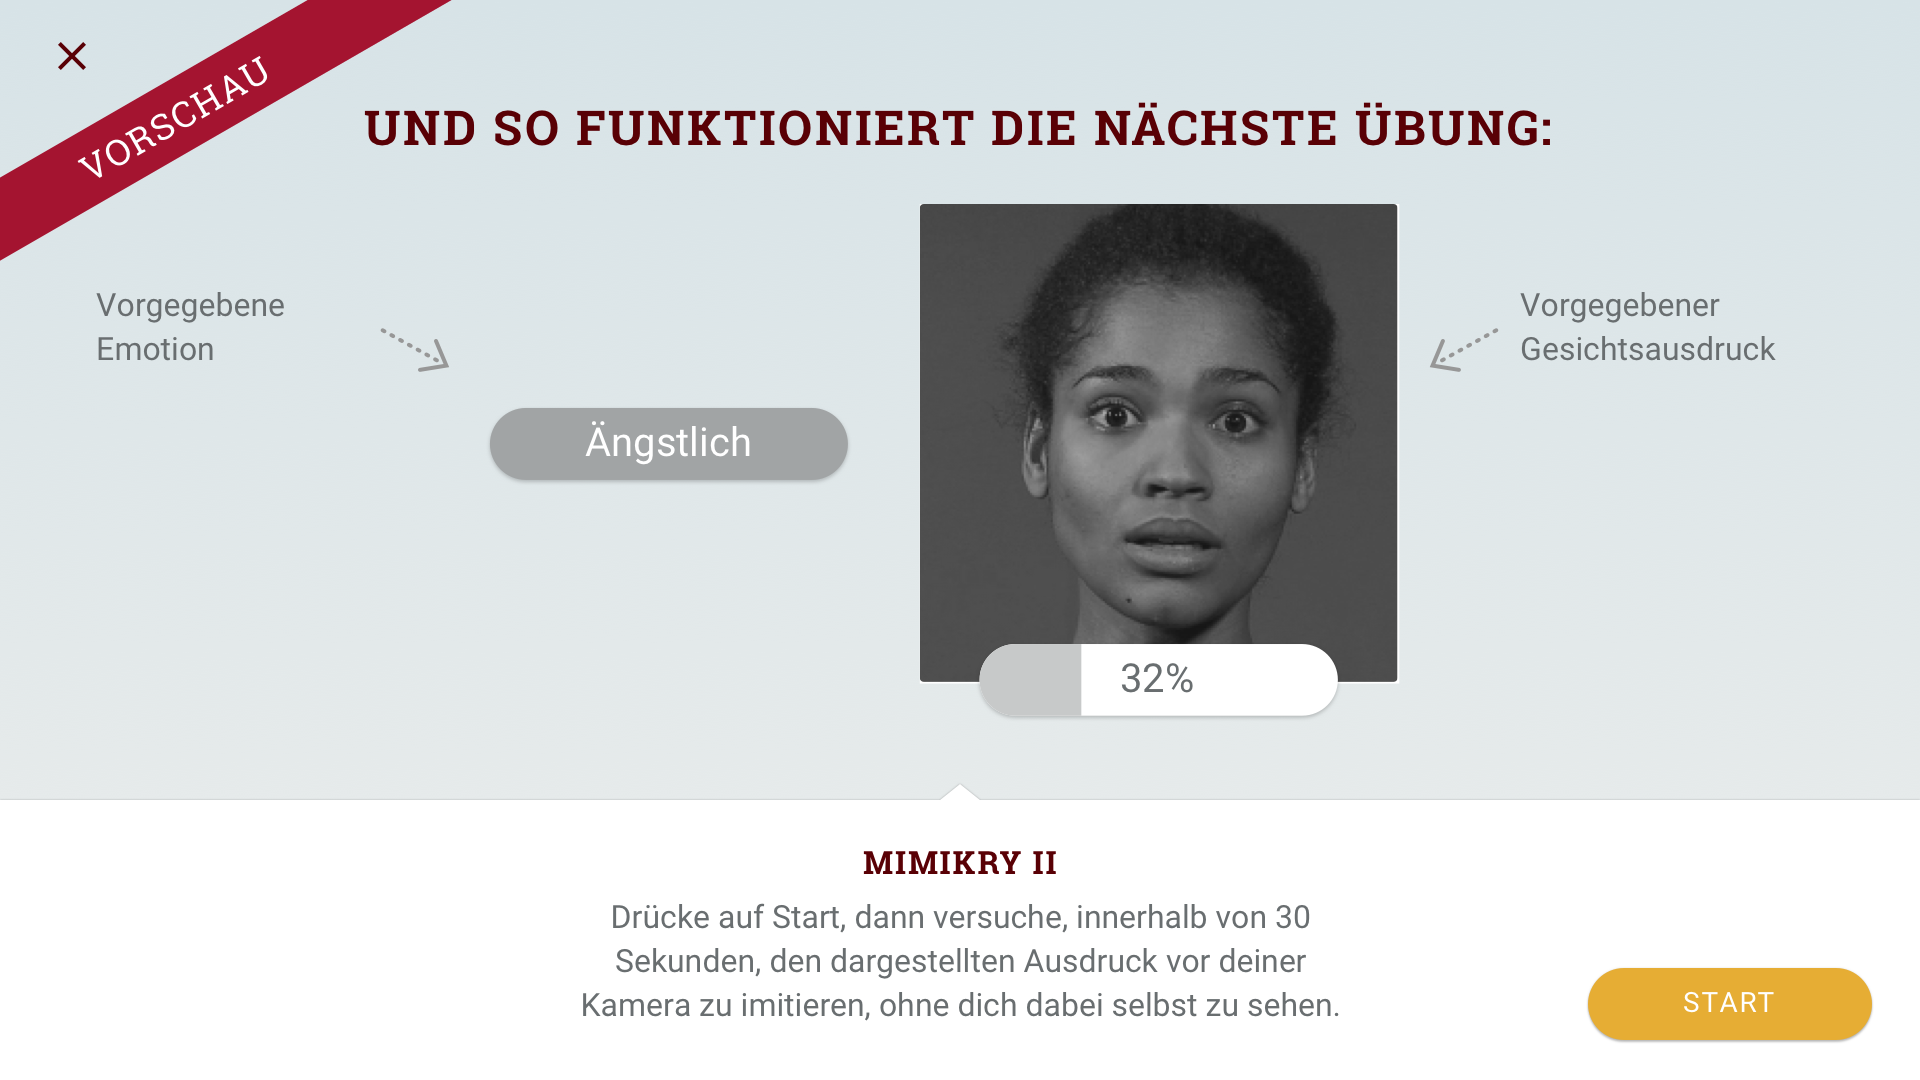 VORSCHAU
UND SO FUNKTIONIERT DIE NÄCHSTE ÜBUNG:
Vorgegebene
Emotion
Vorgegebener
Gesichtsausdruck
Ängstlich
32%
MIMIKRY II
Drücke auf Start, dann versuche, innerhalb von 30
Sekunden, den dargestellten Ausdruck vor deiner
Kamera zu imitieren, ohne dich dabei selbst zu sehen.
START